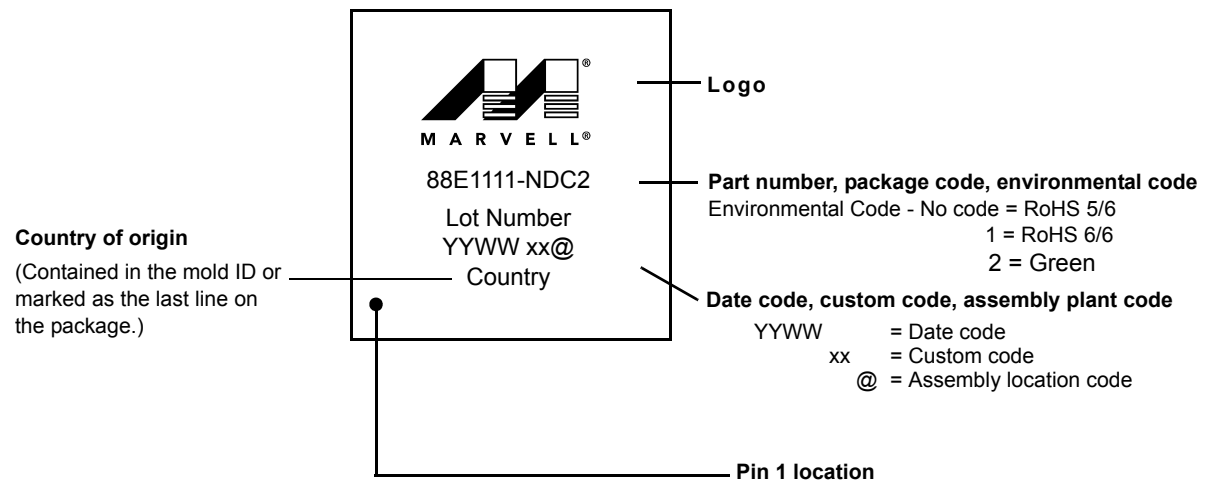 ®
MARVELL®
88E1111-NDC2
Lot Number
YYWW xx@
Country
Logo
Part number, package code, environmental code
Environmental Code - No code = RoHS 5/6
1 = RoHS 6/6
2 = Green
Country of origin
(Contained in the mold ID or
marked as the last line on
the package.)
Date code, custom code, assembly plant code
YYWW = Date code
xx = Custom code
@ = Assembly location code
Pin 1 location